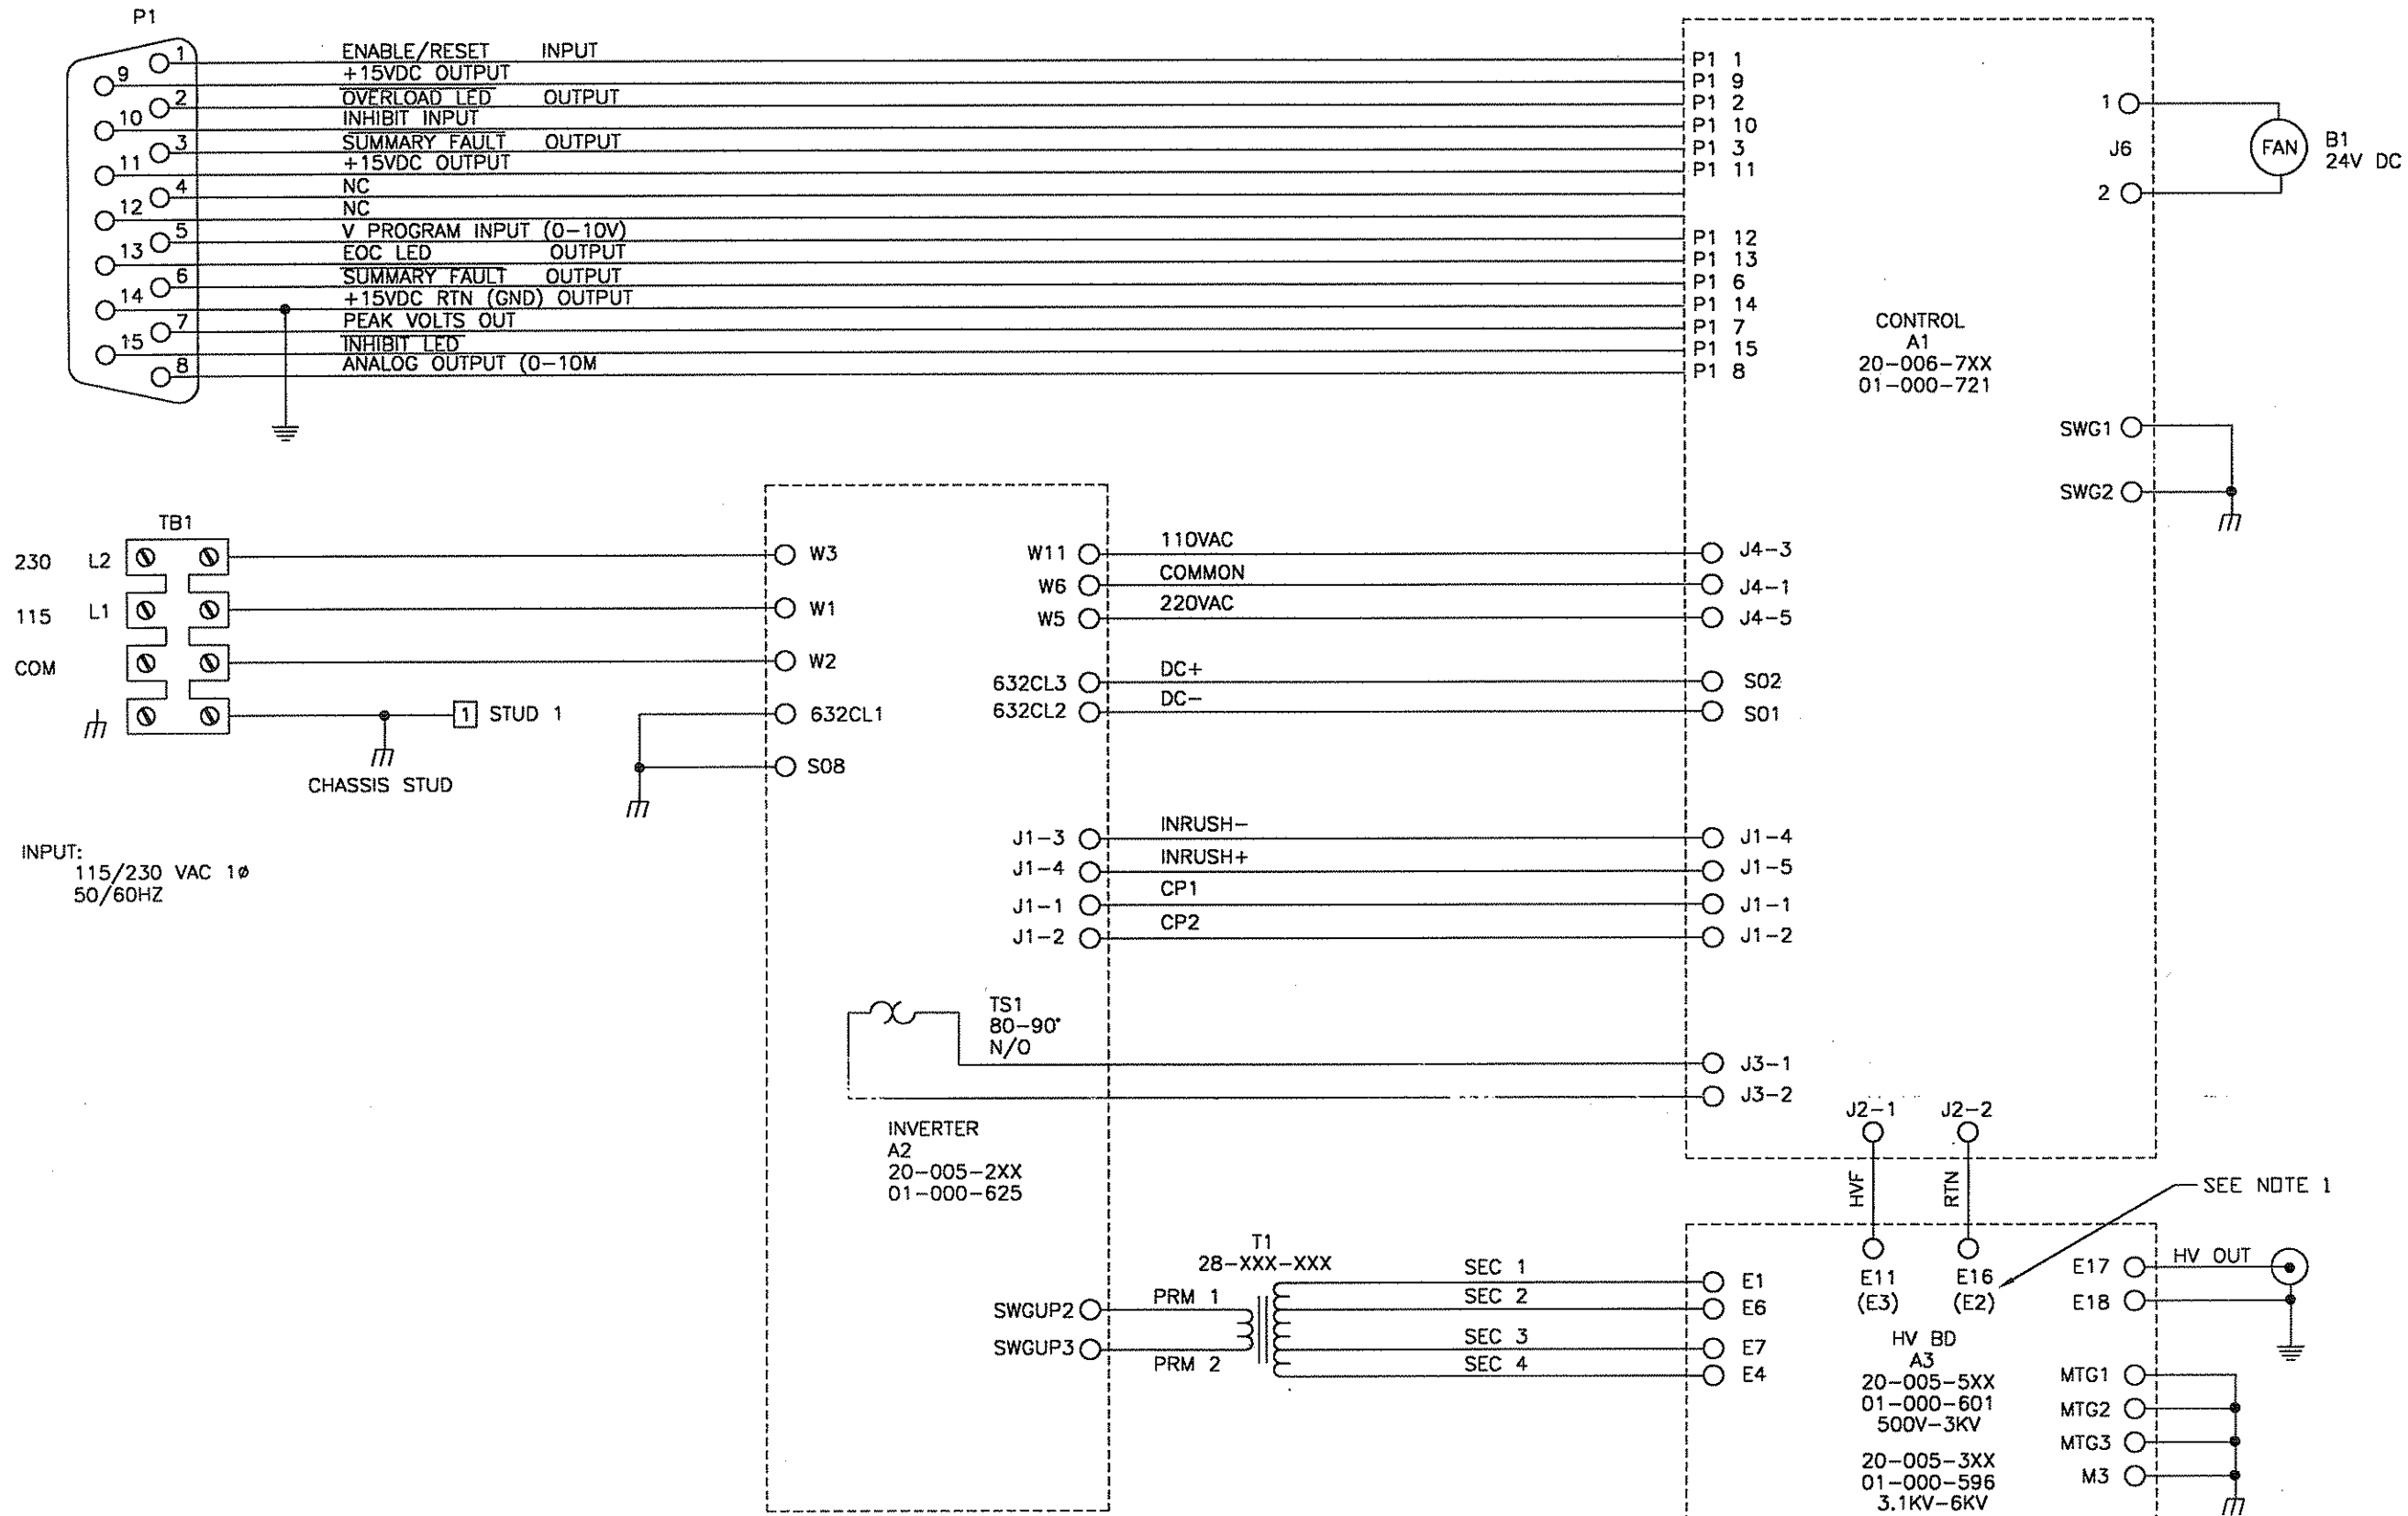 P1
1 ENABLE/RESET INPUT P1 1
9 +15VDC OUTPUT P1 9
2 OVERLOAD LED OUTPUT P1 2
10 INHIBIT INPUT P1 10
3 SUMMARY FAULT OUTPUT P1 3
11 +15VDC OUTPUT P1 11
4 NC
12 NC
5 V PROGRAM INPUT (0-10V) P1 12
13 EOC LED OUTPUT P1 13
6 SUMMARY FAULT OUTPUT P1 6
14 +15VDC RTN (GND) OUTPUT P1 14
7 PEAK VOLTS OUT P1 7
15 INHIBIT LED P1 15
8 ANALOG OUTPUT (0-10M P1 8
1
J6
2
FAN
B1
24V DC
CONTROL
A1
20-006-7XX
01-000-721
SWG1
SWG2
TB1
230 L2
115 L1
COM
1 STUD 1
CHASSIS STUD
INPUT:
115/230 VAC 1ø
50/60HZ
W3
W1
W2
632CL1
S08
W11 110VAC J4-3
W6 COMMON J4-1
W5 220VAC J4-5
632CL3 DC+ S02
632CL2 DC- S01
J1-3 INRUSH- J1-4
J1-4 INRUSH+ J1-5
J1-1 CP1 J1-1
J1-2 CP2 J1-2
TS1
80-90°
N/O
J3-1
J3-2
INVERTER
A2
20-005-2XX
01-000-625
J2-1 J2-2
HVF RTN
SEE NOTE 1
T1
28-XXX-XXX
SWGUP2 PRM 1
SWGUP3 PRM 2
SEC 1 E1
SEC 2 E6
SEC 3 E7
SEC 4 E4
E11 E16
(E3) (E2)
E17 HV OUT
E18
HV BD
A3
20-005-5XX
01-000-601
500V-3KV
20-005-3XX
01-000-596
3.1KV-6KV
MTG1
MTG2
MTG3
M3